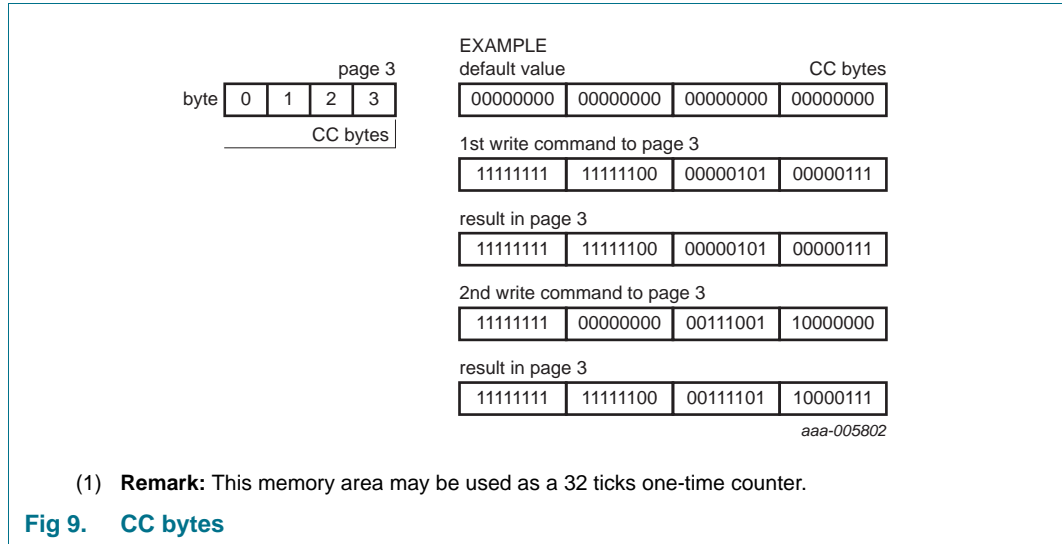 page 3
byte 0 1 2 3
CC bytes
EXAMPLE
default value CC bytes
00000000 00000000 00000000 00000000
1st write command to page 3
11111111 11111100 00000101 00000111
result in page 3
11111111 11111100 00000101 00000111
2nd write command to page 3
11111111 00000000 00111001 10000000
result in page 3
11111111 11111100 00111101 10000111
aaa-005802
(1) Remark: This memory area may be used as a 32 ticks one-time counter.
Fig 9. CC bytes